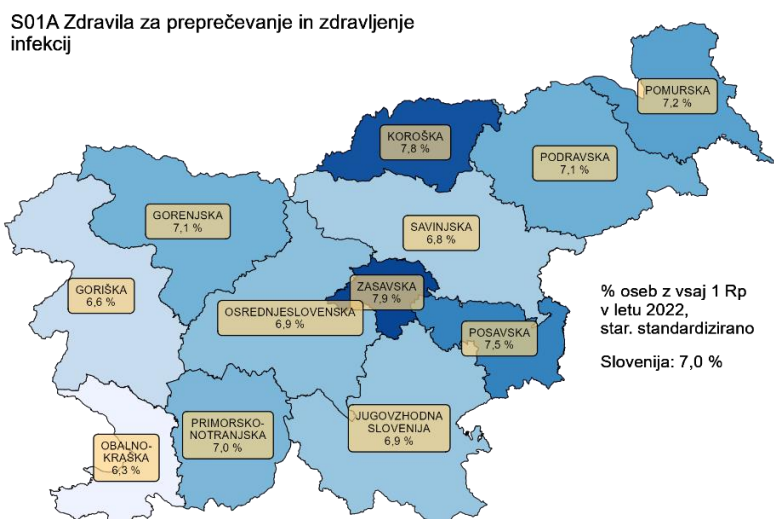 S01A Zdravila za preprečevanje in zdravljenje
infekcij
POMURSKA
7,2 %
KOROŠKA
7,8 %
PODRAVSKA
7,1 %
GORENJSKA
7,1 %
SAVINJSKA
6,8 %
GORIŠKA
6,6 %
ZASAVSKA
7,9 %
OSREDNJESLOVENSKA
6,9 %
POSAVSKA
7,5 %
% oseb z vsaj 1 Rp
v letu 2022,
star. standardizirano
Slovenija: 7,0 %
PRIMORSKO-
NOTRANJSKA
7,0 %
JUGOVZHODNA
SLOVENIJA
6,9 %
OBALNO-
KRAŠKA
6,3 %